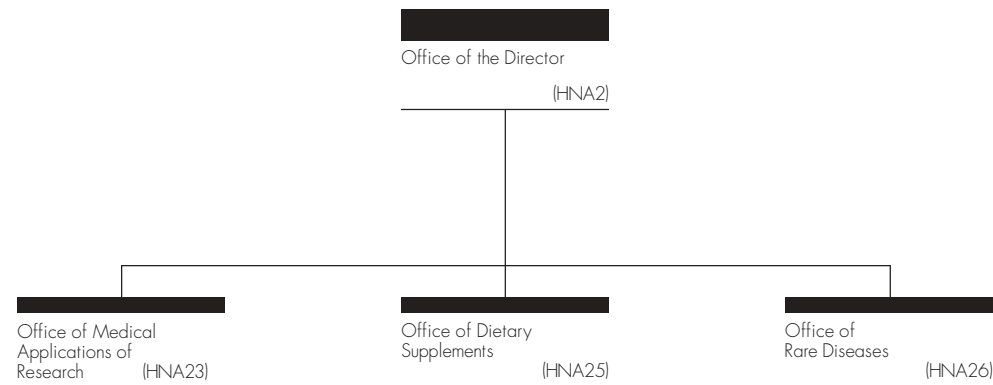 Office of the Director
(HNA2)
Office of Medical
Applications of
Research (HNA23)
Office of Dietary
Supplements
(HNA25)
Office of
Rare Diseases
(HNA26)